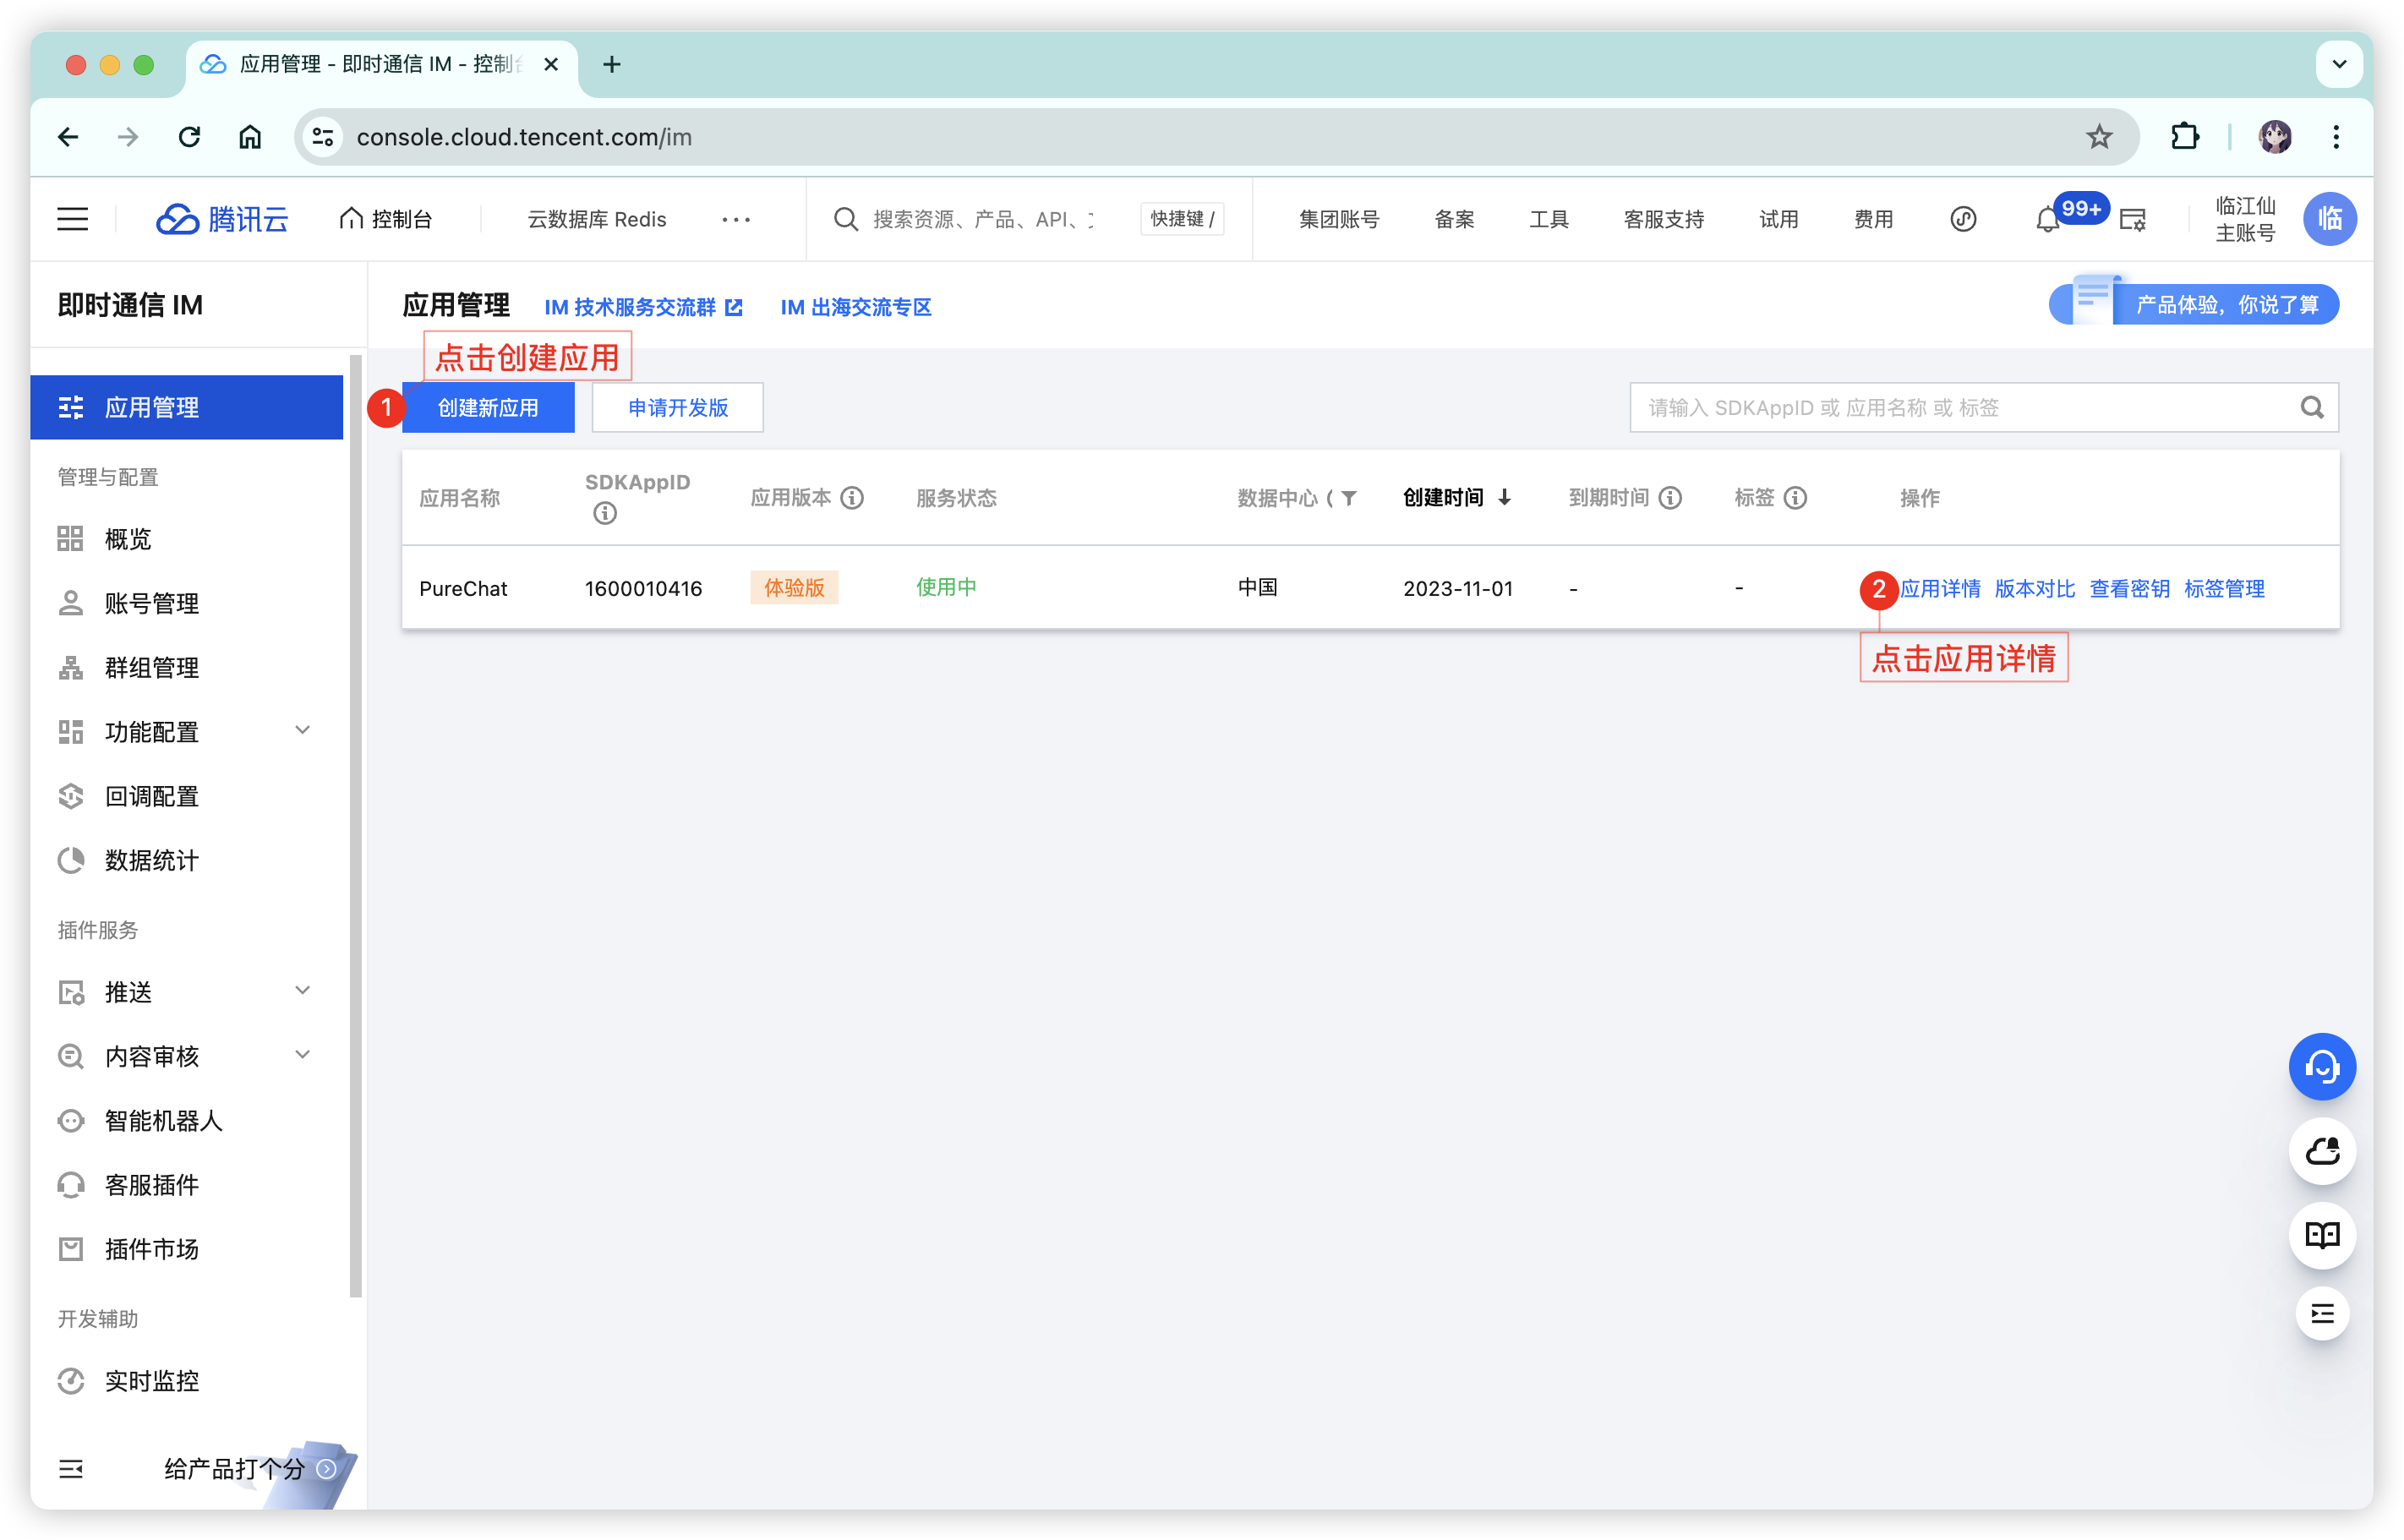 应用管理 - 即时通信 IM - 控制
console.cloud.tencent.com/im
腾讯云
控制台
云数据库 Redis
搜索资源、产品、API、
快捷键 /
集团账号
备案
工具
客服支持
试用
费用
99+
临江仙
主账号
临
即时通信 IM
应用管理
IM 技术服务交流群
IM 出海交流专区
产品体验，你说了算
点击创建应用
1
创建新应用
申请开发版
请输入 SDKAppID 或 应用名称 或 标签
应用名称
SDKAppID
应用版本
服务状态
数据中心 (
创建时间
到期时间
标签
操作
PureChat
1600010416
体验版
使用中
中国
2023-11-01
-
-
2
应用详情 版本对比 查看密钥 标签管理
点击应用详情
应用管理
管理与配置
概览
账号管理
群组管理
功能配置
回调配置
数据统计
插件服务
推送
内容审核
智能机器人
客服插件
插件市场
开发辅助
实时监控
给产品打个分